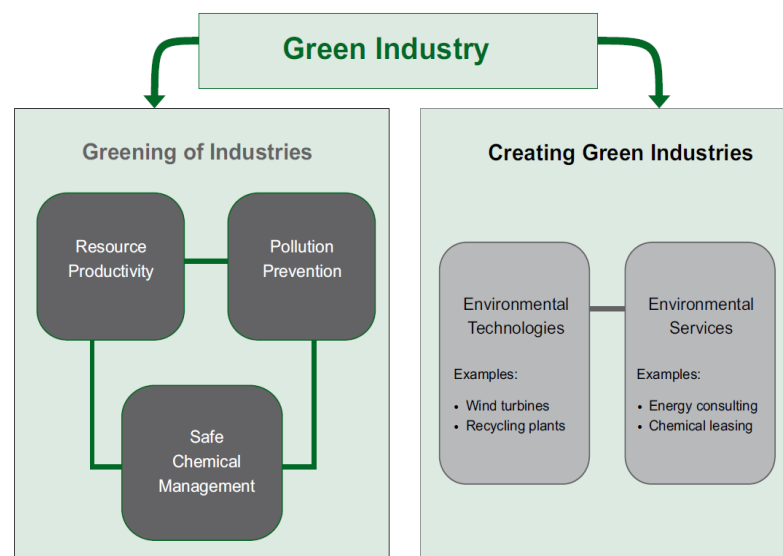 Green Industry
Greening of Industries
Resource
Productivity
Pollution
Prevention
Safe
Chemical
Management
Creating Green Industries
Environmental
Technologies
Examples:
• Wind turbines
• Recycling plants
Environmental
Services
Examples:
• Energy consulting
• Chemical leasing